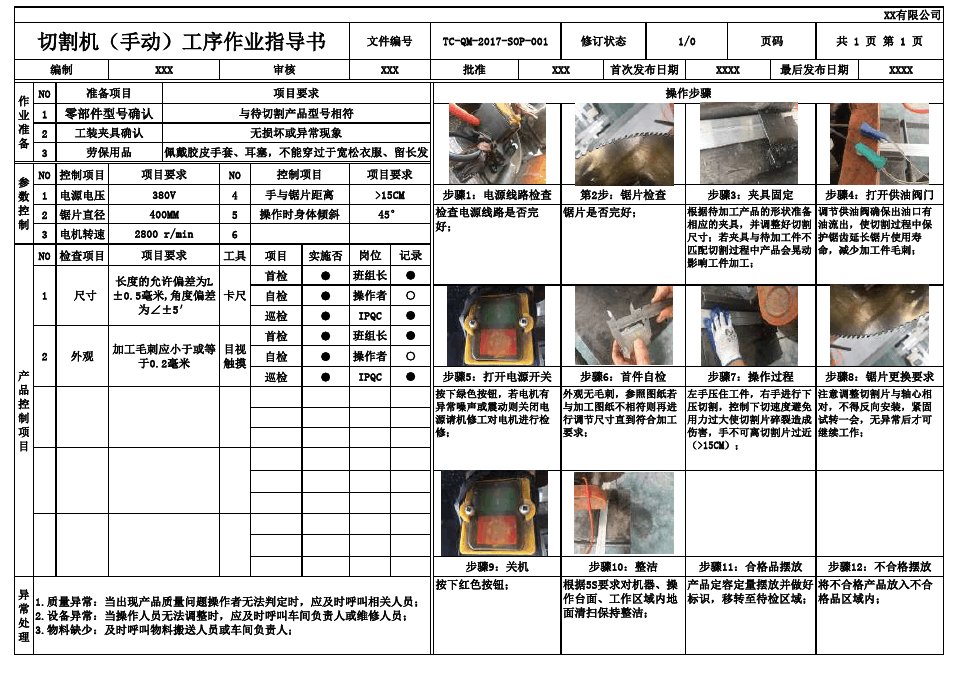 XX有限公司
切割机（手动）工序作业指导书 文件编号 TC-QM-2017-SOP-001 修订状态 1/0 页码 共 1 页 第 1 页
编制 XXX 审核 XXX 批准 XXX 首次发布日期 XXXX 最后发布日期 XXXX
作业准备
NO 准备项目 项目要求
1 零部件型号确认 与待切割产品型号相符
2 工装夹具确认 无损坏或异常现象
3 劳保用品 佩戴胶皮手套、耳塞，不能穿过于宽松衣服、留长发
参数控制
NO 控制项目 项目要求 NO 控制项目 项目要求
1 电源电压 380V 4 手与锯片距离 >15CM
2 锯片直径 400MM 5 操作时身体倾斜 45°
3 电机转速 2800 r/min 6
产品控制项目
NO 检查项目 项目要求 工具 项目 实施否 岗位 记录
1 尺寸
长度的允许偏差为L
±0.5毫米,角度偏差
为∠±5′
卡尺
首检 ● 班组长 ●
自检 ● 操作者 ○
巡检 ● IPQC ●
2 外观
加工毛刺应小于或等
于0.2毫米
目视
触摸
首检 ● 班组长 ●
自检 ● 操作者 ○
巡检 ● IPQC ●
异常处理
1.质量异常：当出现产品质量问题操作者无法判定时，应及时呼叫相关人员；
2.设备异常：当操作人员无法调整时，应及时呼叫车间负责人或维修人员；
3.物料缺少：及时呼叫物料搬送人员或车间负责人；
操作步骤
步骤1：电源线路检查
检查电源线路是否完
好；
第2步：锯片检查
锯片是否完好；
步骤3：夹具固定
根据待加工产品的形状准备
相应的夹具，并调整好切割
尺寸；若夹具与待加工件不
匹配切割过程中产品会晃动
影响工件加工；
步骤4：打开供油阀门
调节供油阀确保出油口有
油流出，使切割过程中保
护锯齿延长锯片使用寿
命，减少加工件毛刺；
步骤5：打开电源开关
按下绿色按钮，若电机有
异常噪声或震动则关闭电
源请机修工对电机进行检
修；
步骤6：首件自检
外观无毛刺，参照图纸若
与加工图纸不相符则再进
行调节尺寸直到符合加工
要求；
步骤7：操作过程
左手压住工件，右手进行下
压切割，控制下切速度避免
用力过大使切割片碎裂造成
伤害，手不可离切割片过近
（>15CM）；
步骤8：锯片更换要求
注意调整切割片与轴心相
对，不得反向安装，紧固
试转一会，无异常后才可
继续工作；
步骤9：关机
按下红色按钮；
步骤10：整洁
根据5S要求对机器、操
作台面、工作区域内地
面清扫保持整洁；
步骤11：合格品摆放
产品定容定量摆放并做好
标识，移转至待检区域；
步骤12：不合格摆放
将不合格产品放入不合
格品区域内；